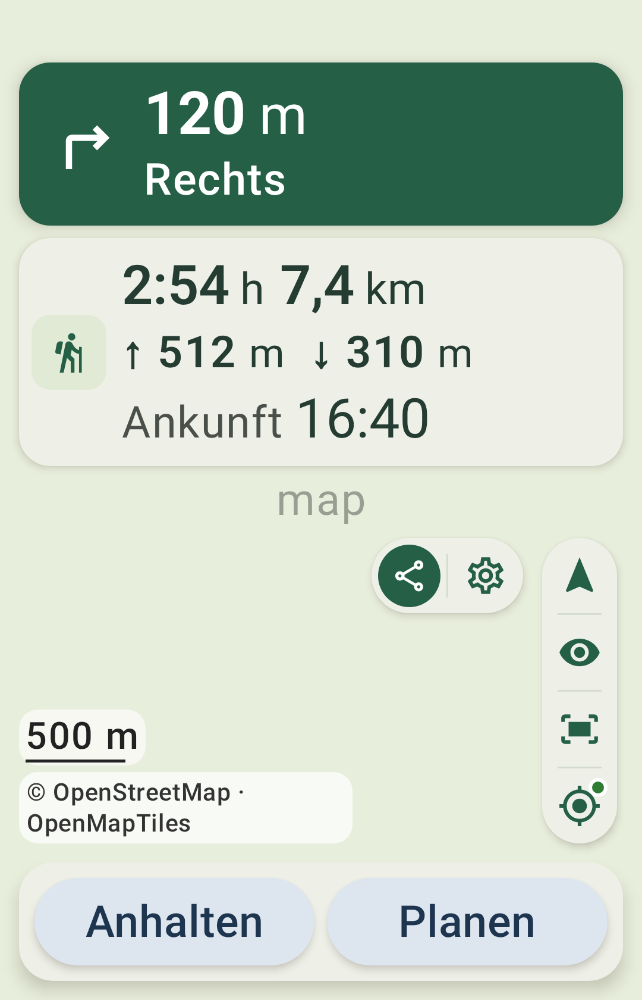 120 m
Rechts
2:54 h 7,4 km
↑ 512 m ↓ 310 m
Ankunft 16:40
map
500 m
© OpenStreetMap ·
OpenMapTiles
Anhalten Planen